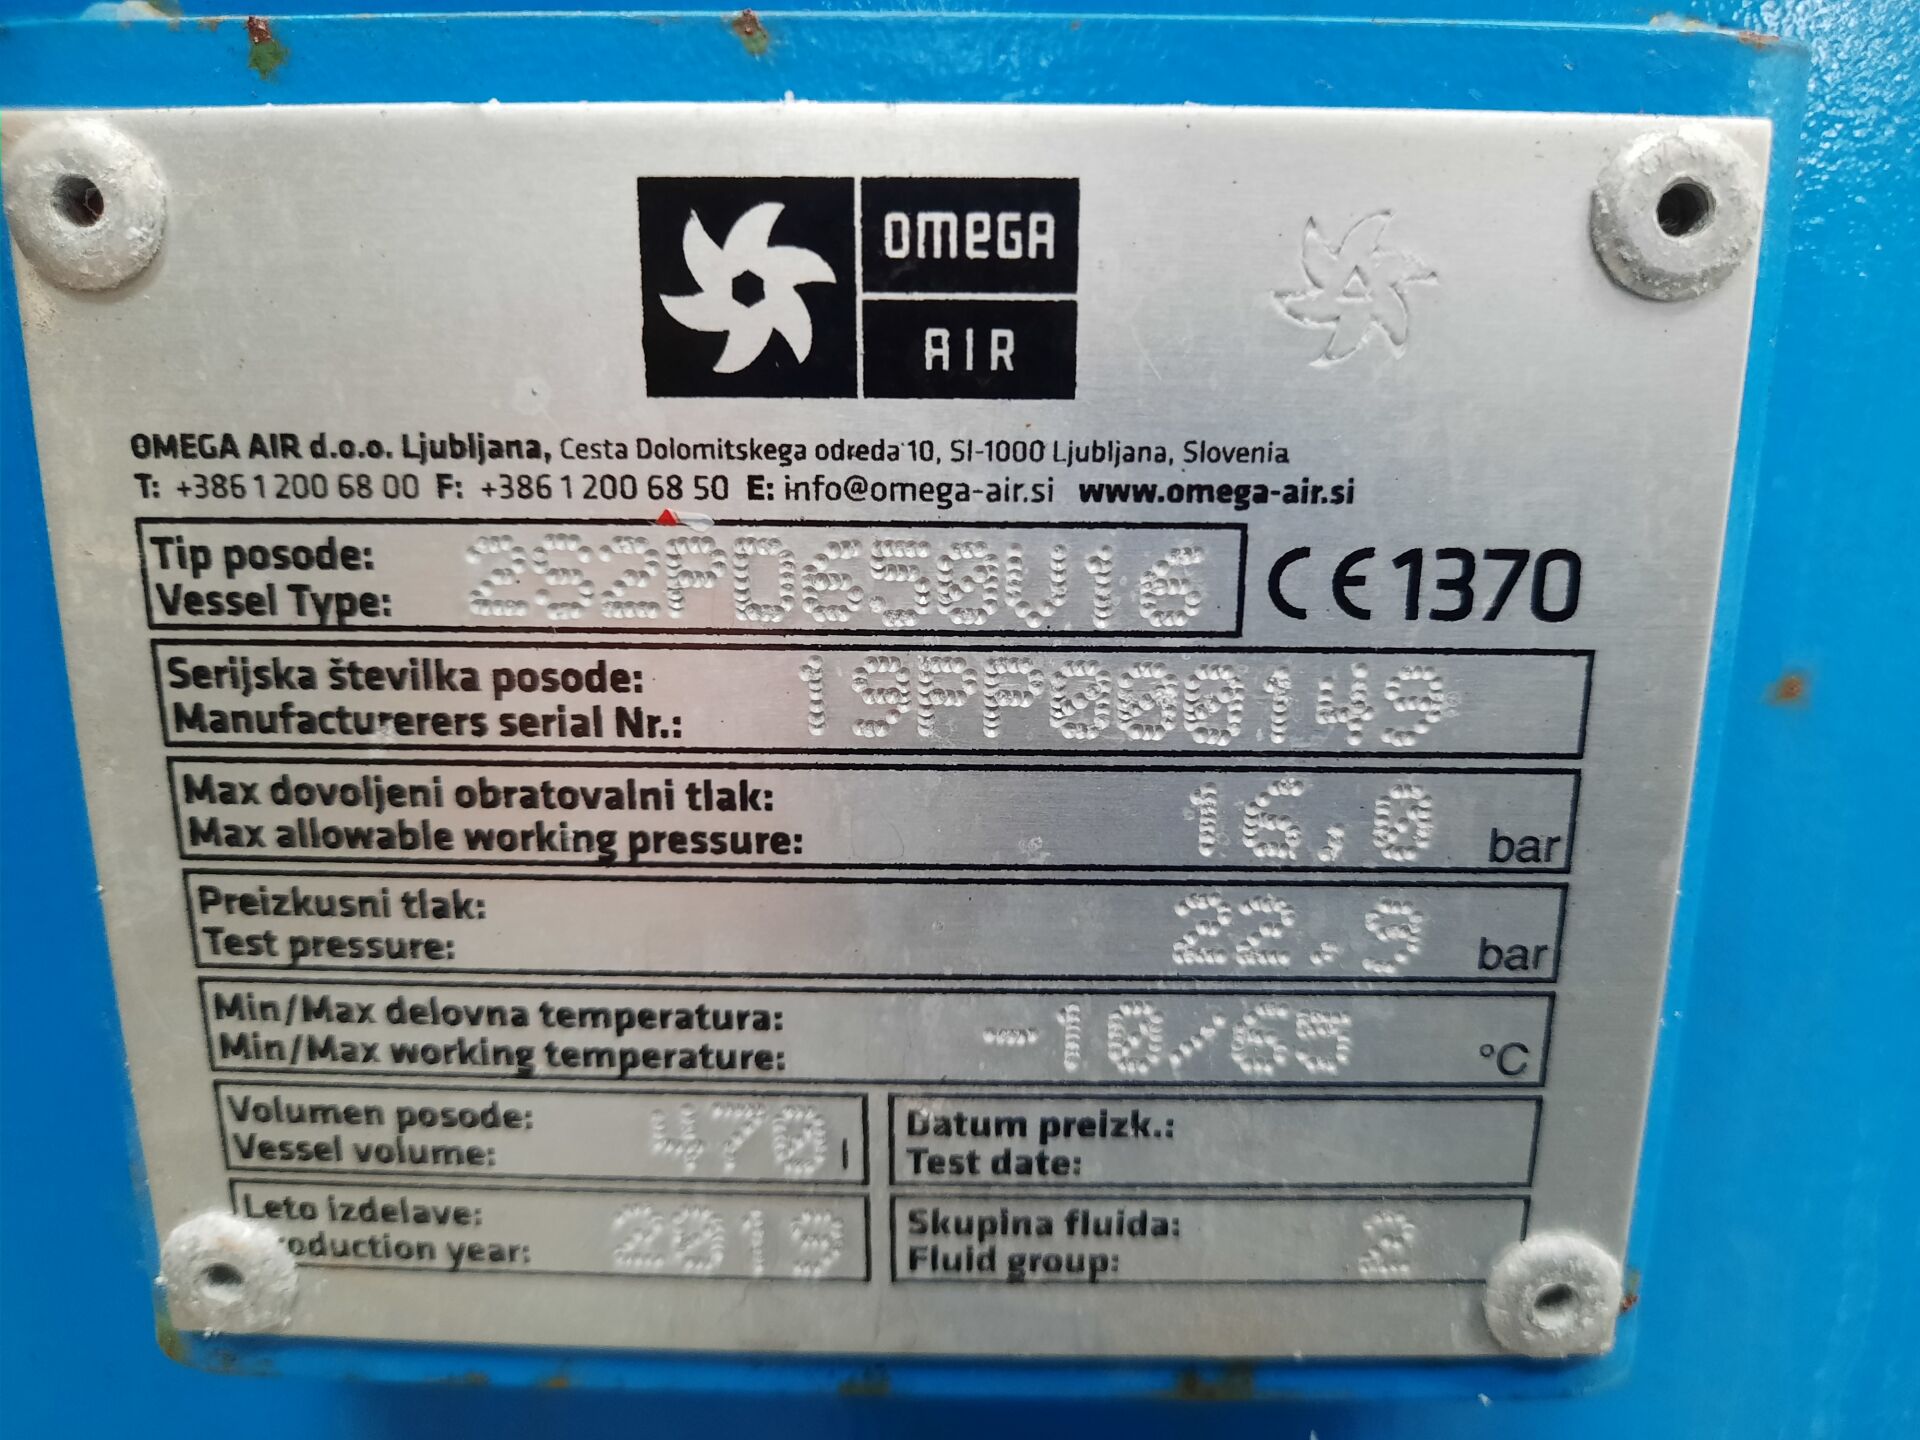 OMEGA
AIR
OMEGA AIR d.o.o. Ljubljana, Cesta Dolomitskega odreda 10, SI-1000 Ljubljana, Slovenia
T: +386 1 200 68 00 F: +386 1 200 68 50 E: info@omega-air.si www.omega-air.si
Tip posode:
Vessel Type: 2S2PD650V16
CE 1370
Serijska številka posode:
Manufacturerers serial Nr.: 19PP000149
Max dovoljeni obratovalni tlak:
Max allowable working pressure: 16,0 bar
Preizkusni tlak:
Test pressure: 22,9 bar
Min/Max delovna temperatura:
Min/Max working temperature: -10/65 °C
Volumen posode:
Vessel volume: 470 l
Datum preizk.:
Test date:
Leto izdelave:
roduction year: 2019
Skupina fluida:
Fluid group: 2